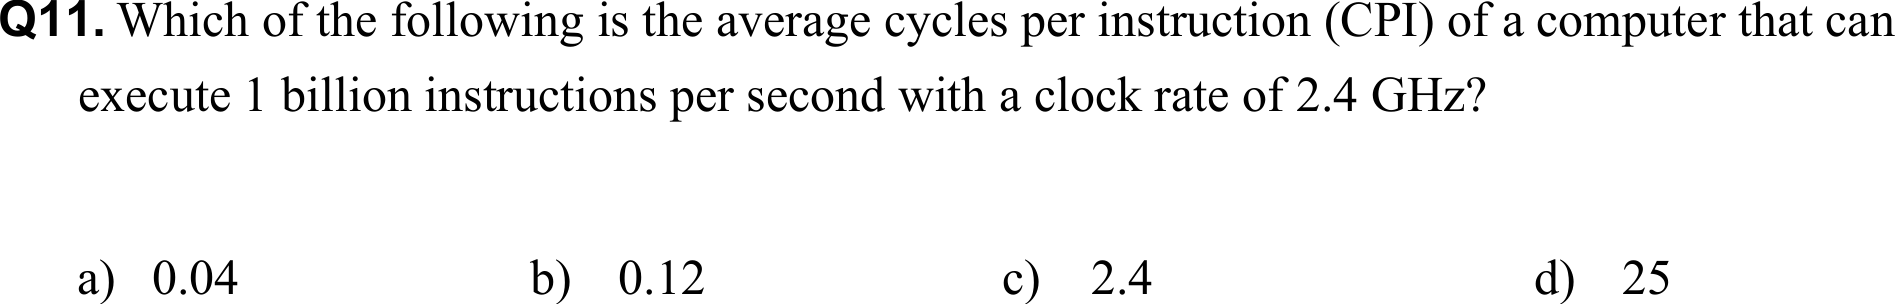 Q11. Which of the following is the average cycles per instruction (CPI) of a computer that can
execute 1 billion instructions per second with a clock rate of 2.4 GHz?
a) 0.04 b) 0.12 c) 2.4 d) 25